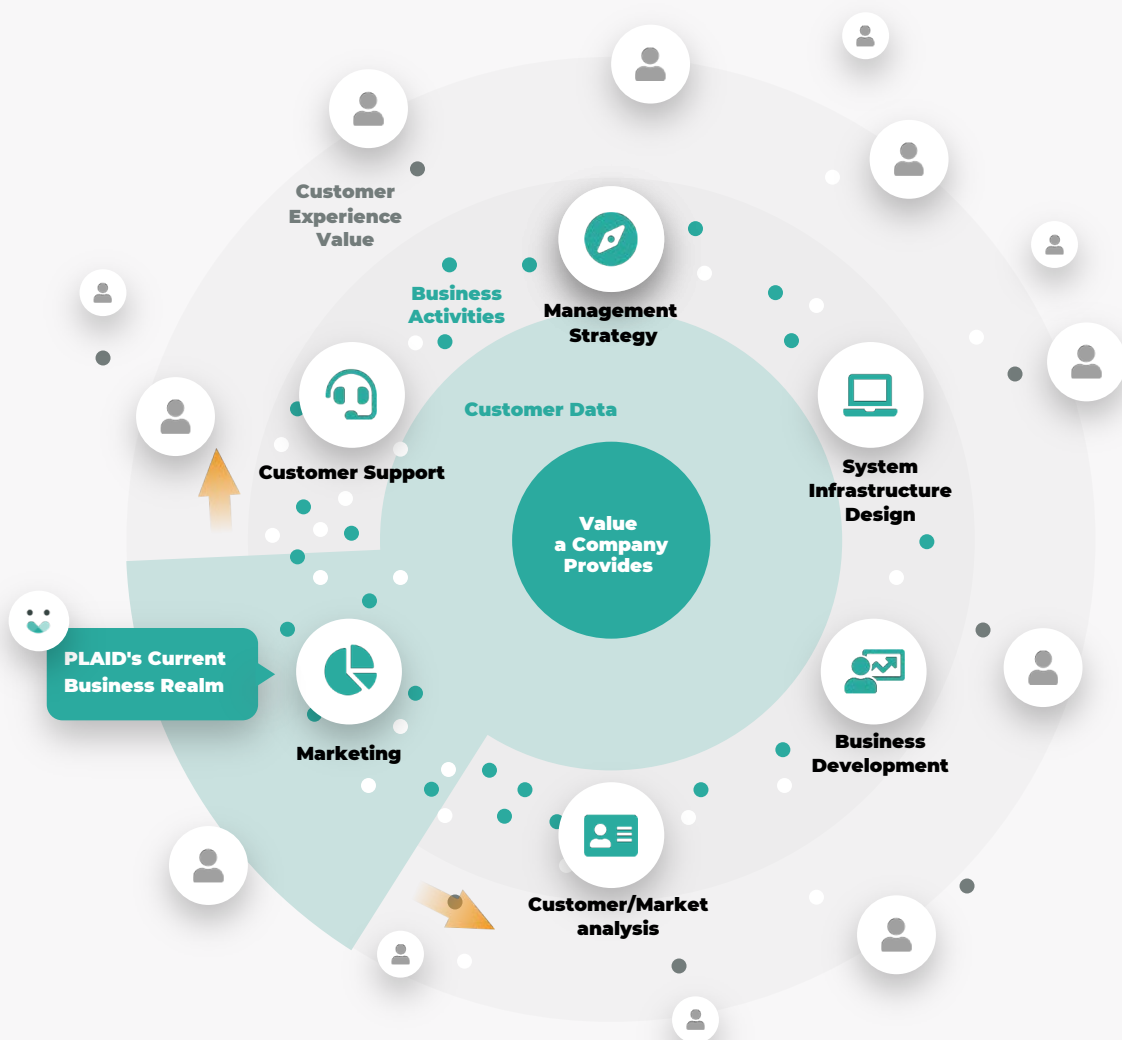 Customer
Experience
Value
Business
Activities
Management
Strategy
Customer Data
Customer Support
System
Infrastructure
Design
Value
a Company
Provides
PLAID's Current
Business Realm
Marketing
Business
Development
Customer/Market
analysis